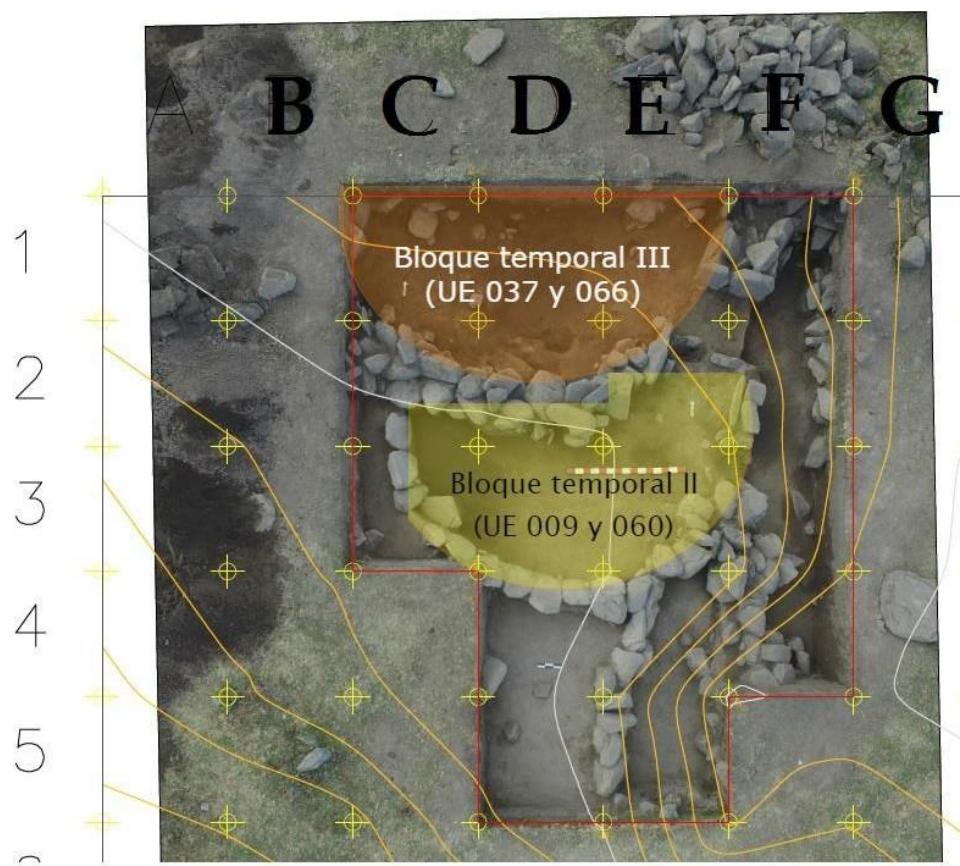 A B C D E F G
1
Bloque temporal III
(UE 037 y 066)
2
3
Bloque temporal II
(UE 009 y 060)
4
5